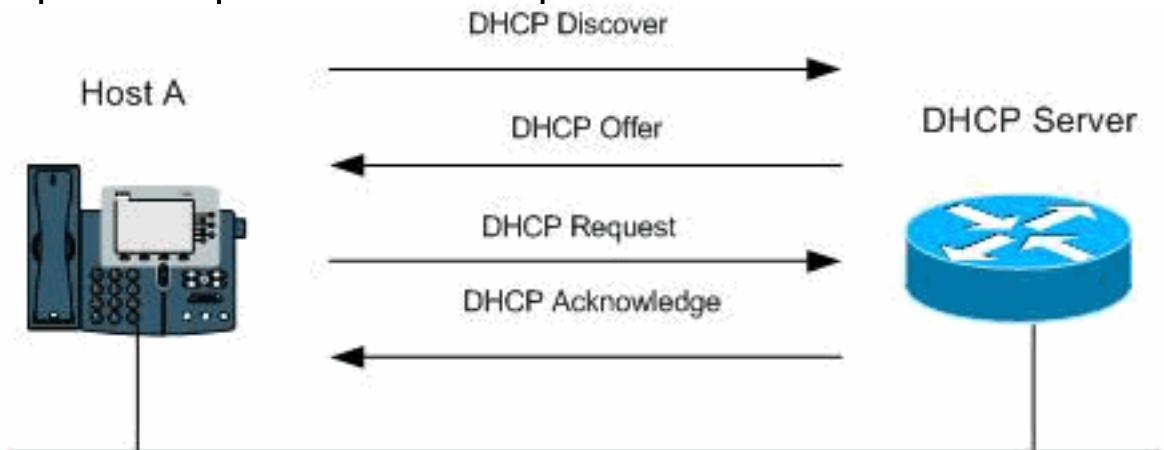 DHCP Discover
Host A
DHCP Offer
DHCP Server
DHCP Request
DHCP Acknowledge